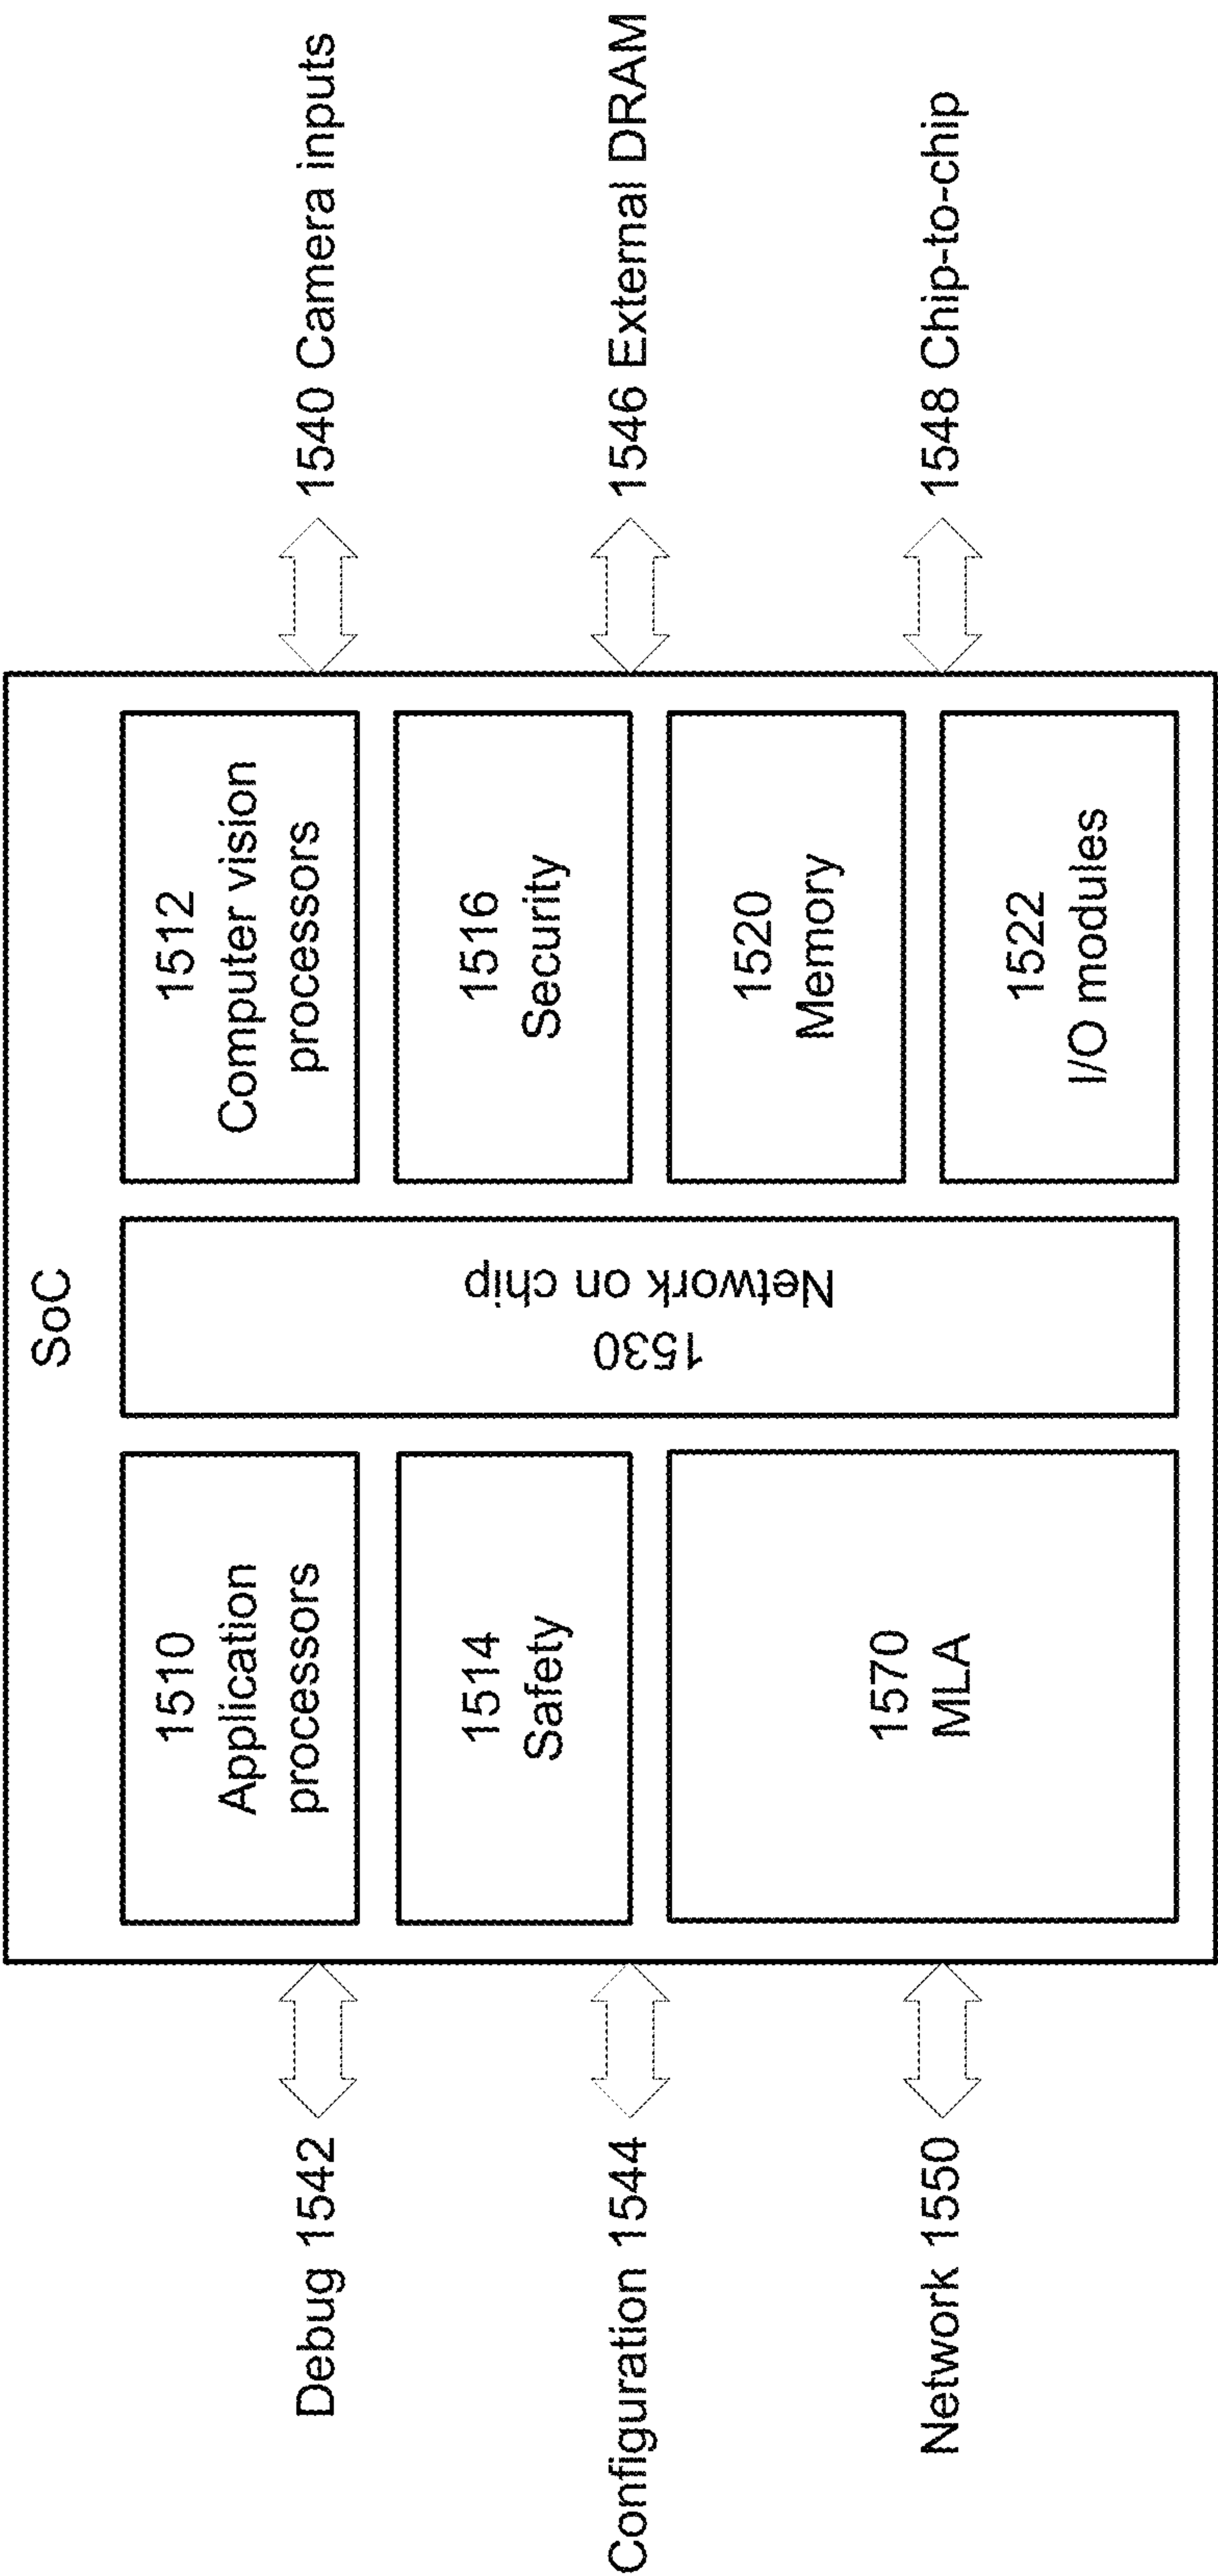 SoC
Debug 1542
Configuration 1544
Network 1550
1510
Application
processors
1514
Safety
1570
MLA
1530
Network on chip
1512
Computer vision
processors
1516
Security
1520
Memory
1522
I/O modules
1540 Camera inputs
1546 External DRAM
1548 Chip-to-chip